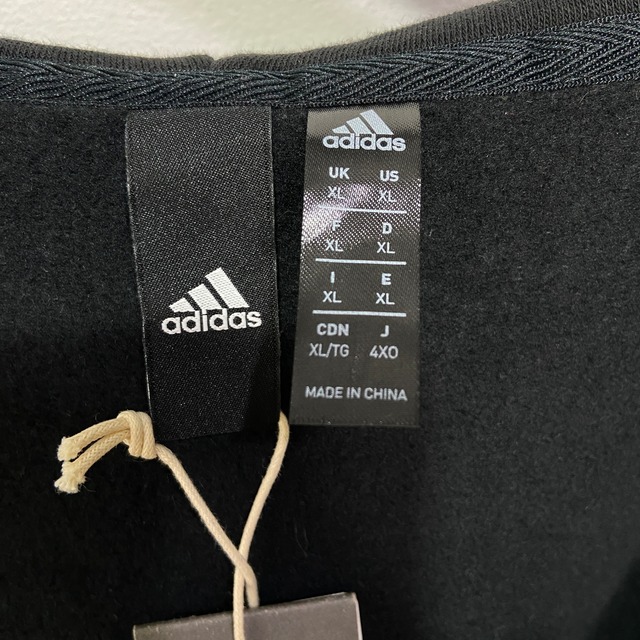 adidas
adidas
UK US
XL XL
F D
XL XL
I E
XL XL
CDN J
XL/TG 4XO
MADE IN CHINA